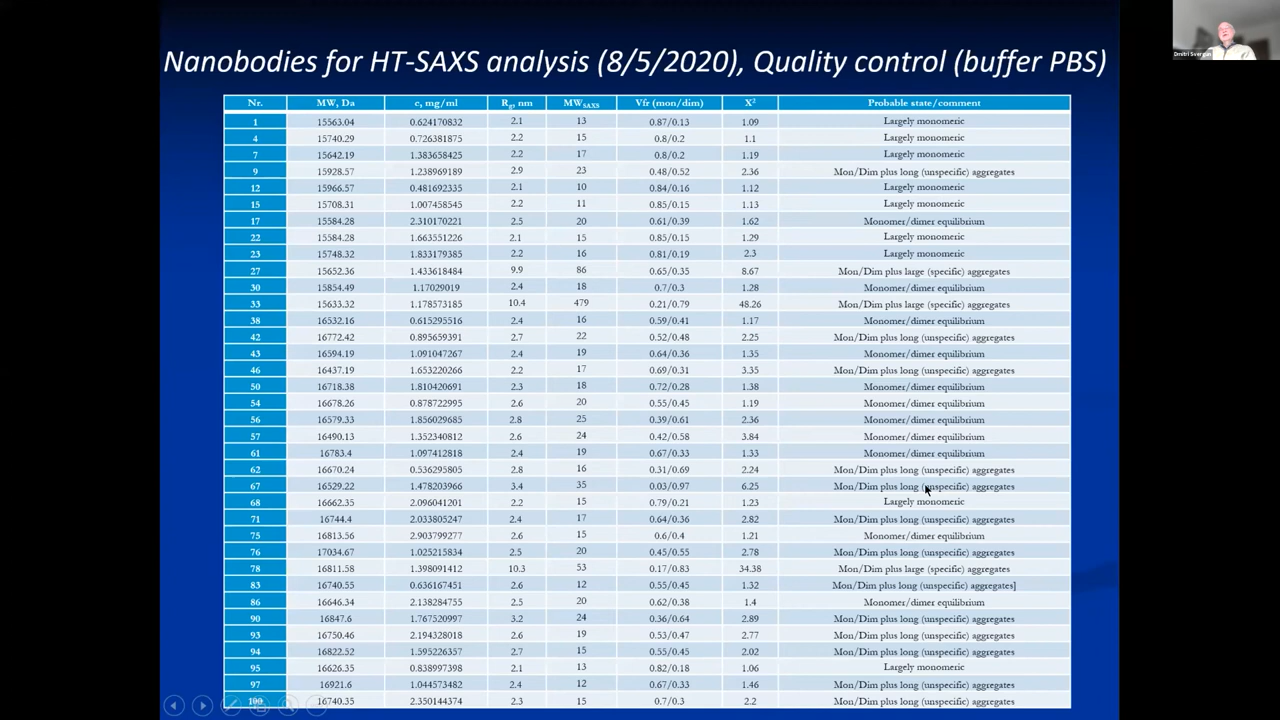 Dmitri Svergun
Nanobodies for HT-SAXS analysis (8/5/2020), Quality control (buffer PBS)
Nr. MW, Da c, mg/ml Rg, nm MWSAXS Vfr (mon/dim) X² Probable state/comment
1 15563.04 0.624170832 2.1 13 0.87/0.13 1.09 Largely monomeric
4 15740.29 0.726381875 2.2 15 0.8/0.2 1.1 Largely monomeric
7 15642.19 1.383658425 2.2 17 0.8/0.2 1.19 Largely monomeric
9 15928.57 1.238969189 2.9 23 0.48/0.52 2.36 Mon/Dim plus long (unspecific) aggregates
12 15966.57 0.481692335 2.1 10 0.84/0.16 1.12 Largely monomeric
15 15708.31 1.007458545 2.2 11 0.85/0.15 1.13 Largely monomeric
17 15584.28 2.310170221 2.5 20 0.61/0.39 1.62 Monomer/dimer equilibrium
22 15584.28 1.663551226 2.1 15 0.85/0.15 1.29 Largely monomeric
23 15748.32 1.833179385 2.2 16 0.81/0.19 2.3 Largely monomeric
27 15652.36 1.433618484 9.9 86 0.65/0.35 8.67 Mon/Dim plus large (specific) aggregates
30 15854.49 1.17029019 2.4 18 0.7/0.3 1.28 Monomer/dimer equilibrium
33 15633.32 1.178573185 10.4 479 0.21/0.79 48.26 Mon/Dim plus large (specific) aggregates
38 16532.16 0.615295516 2.4 16 0.59/0.41 1.17 Monomer/dimer equilibrium
42 16772.42 0.895659391 2.7 22 0.52/0.48 2.25 Mon/Dim plus long (unspecific) aggregates
43 16594.19 1.091047267 2.4 19 0.64/0.36 1.35 Monomer/dimer equilibrium
46 16437.19 1.653220266 2.2 17 0.69/0.31 3.35 Mon/Dim plus long (unspecific) aggregates
50 16718.38 1.810420691 2.3 18 0.72/0.28 1.38 Monomer/dimer equilibrium
54 16678.26 0.878722995 2.6 20 0.55/0.45 1.19 Monomer/dimer equilibrium
56 16579.33 1.856029685 2.8 25 0.39/0.61 2.36 Monomer/dimer equilibrium
57 16490.13 1.352340812 2.6 24 0.42/0.58 3.84 Monomer/dimer equilibrium
61 16783.4 1.097412818 2.4 19 0.67/0.33 1.33 Monomer/dimer equilibrium
62 16670.24 0.536295805 2.8 16 0.31/0.69 2.24 Mon/Dim plus long (unspecific) aggregates
67 16529.22 1.478203966 3.4 35 0.03/0.97 6.25 Mon/Dim plus long (unspecific) aggregates
68 16662.35 2.096041201 2.2 15 0.79/0.21 1.23 Largely monomeric
71 16744.4 2.033805247 2.4 17 0.64/0.36 2.82 Mon/Dim plus long (unspecific) aggregates
75 16813.56 2.903799277 2.6 15 0.6/0.4 1.21 Monomer/dimer equilibrium
76 17034.67 1.025215834 2.5 20 0.45/0.55 2.78 Mon/Dim plus long (unspecific) aggregates
78 16811.58 1.398091412 10.3 53 0.17/0.83 34.38 Mon/Dim plus large (specific) aggregates
83 16740.55 0.636167451 2.6 12 0.55/0.45 1.32 Mon/Dim plus long (unspecific) aggregates]
86 16646.34 2.138284755 2.5 20 0.62/0.38 1.4 Monomer/dimer equilibrium
90 16847.6 1.767520997 3.2 24 0.36/0.64 2.89 Mon/Dim plus long (unspecific) aggregates
93 16750.46 2.194328018 2.6 19 0.53/0.47 2.77 Mon/Dim plus long (unspecific) aggregates
94 16822.52 1.595226357 2.7 15 0.55/0.45 2.02 Mon/Dim plus long (unspecific) aggregates
95 16626.35 0.838997398 2.1 13 0.82/0.18 1.06 Largely monomeric
97 16921.6 1.044573482 2.4 12 0.67/0.33 1.46 Mon/Dim plus long (unspecific) aggregates
100 16740.35 2.350144374 2.3 15 0.7/0.3 2.2 Mon/Dim plus long (unspecific) aggregates